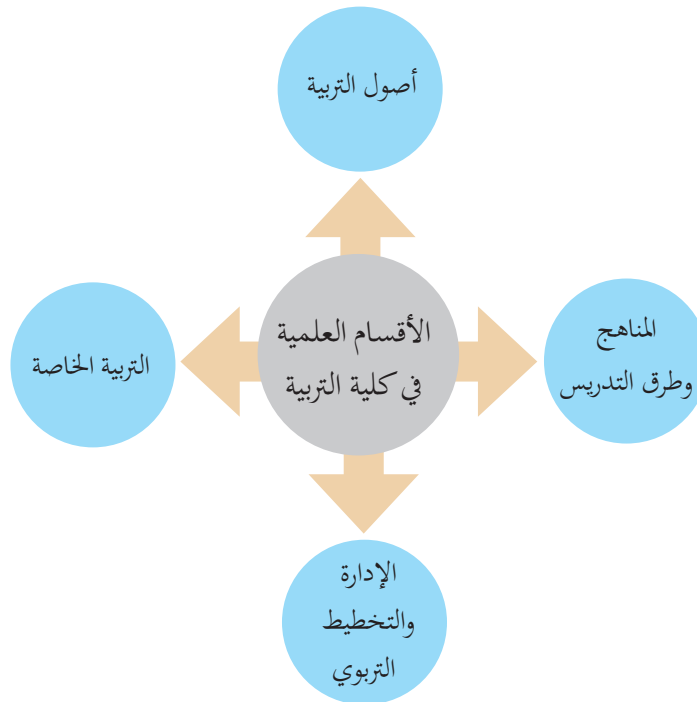 أصول التربية
الأقسام العلمية
في كلية التربية
المناهج
وطرق التدريس
التربية الخاصة
الإدارة
والتخطيط
التربوي